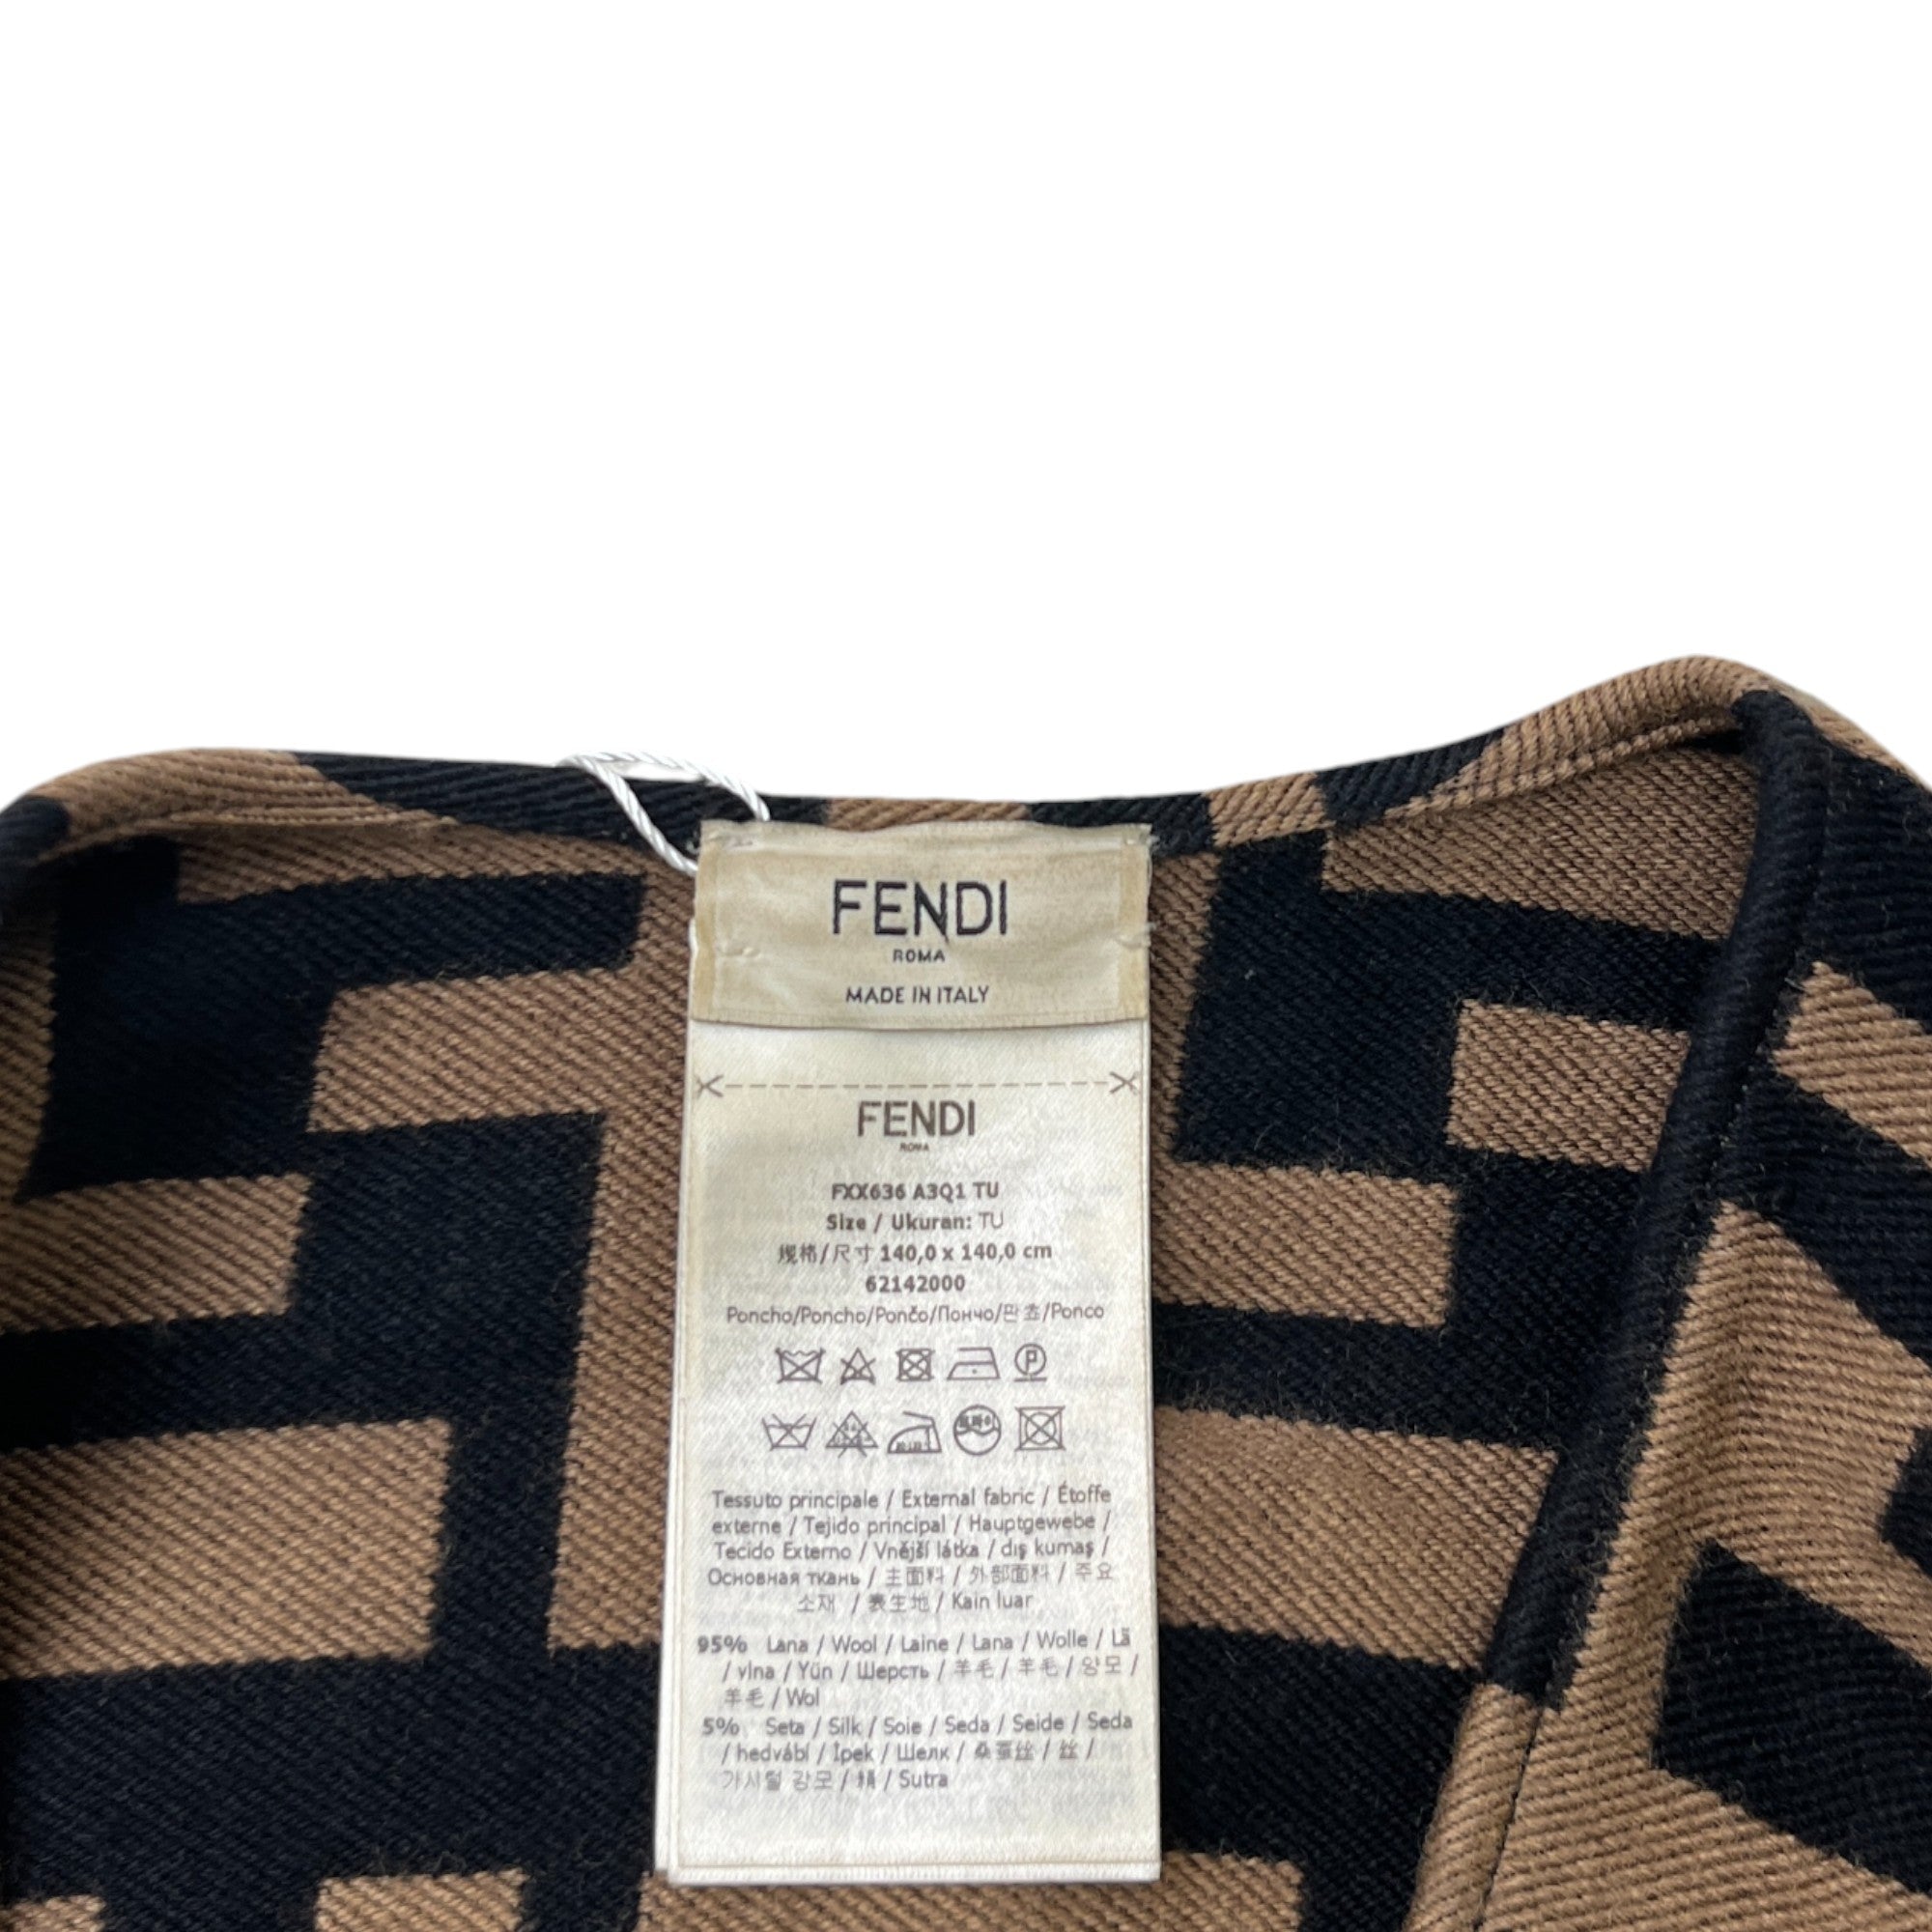 FENDI
ROMA
MADE IN ITALY
FENDI
ROMA
FXX636 A3Q1 TU
Size / Ukuran: TU
规格/尺寸 140,0 x 140,0 cm
62142000
Poncho/Poncho/Pončo/Пончо/판초/Ponco
P
Tessuto principale / External fabric / Étoffe
externe / Tejido principal / Hauptgewebe /
Tecido Externo / Vnější látka / dış kumaş /
Основная ткань / 主面料 / 外部面料 / 주요
소재 / 表生地 / Kain luar
95% Lana / Wool / Laine / Lana / Wolle / Lã
/ vlna / Yün / Шерсть / 羊毛 / 羊毛 / 양모 /
羊毛 / Wol
5% Seta / Silk / Soie / Seda / Seide / Seda
/ hedvábí / İpek / Шелк / 桑蚕丝 / 丝 /
/ 絹 / Sutra